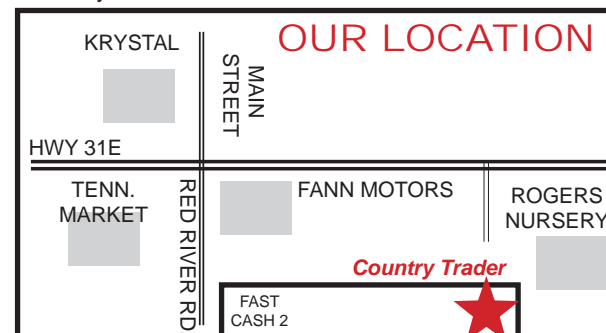 OUR LOCATION
KRYSTAL
MAIN
STREET
HWY 31E
TENN.
MARKET
RED RIVER RD
FANN MOTORS
ROGERS
NURSERY
Country Trader
FAST
CASH 2